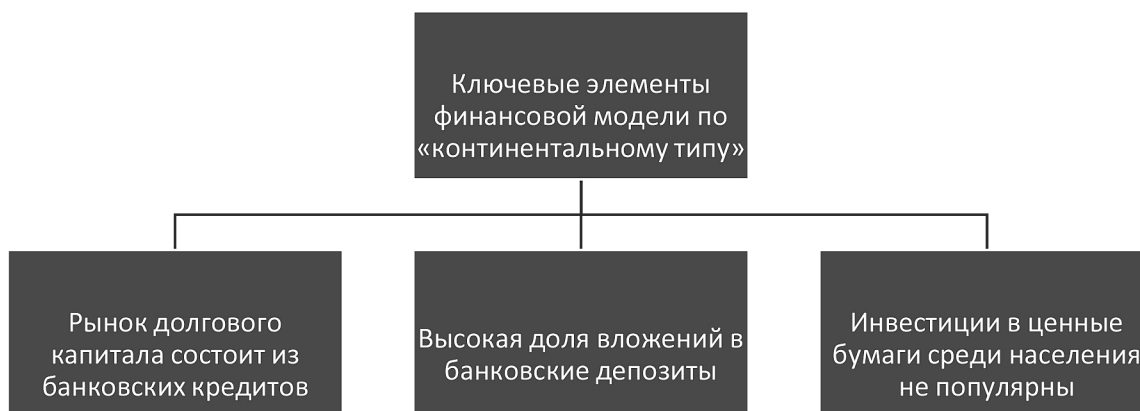 Ключевые элементы
финансовой модели по
«континентальному типу»
Рынок долгового
капитала состоит из
банковских кредитов
Высокая доля вложений в
банковские депозиты
Инвестиции в ценные
бумаги среди населения
не популярны